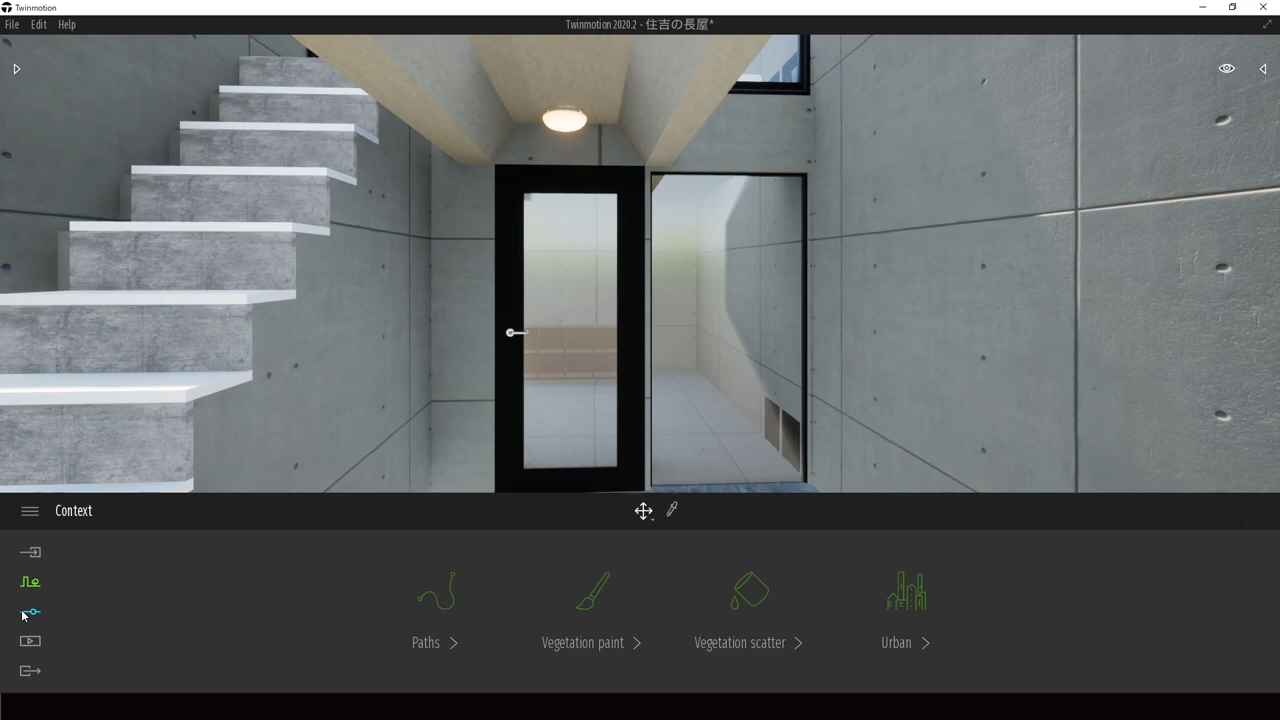 Twinmotion
File Edit Help
Twinmotion 2020.2 - 住吉の長屋*
Context
Paths
Vegetation paint
Vegetation scatter
Urban